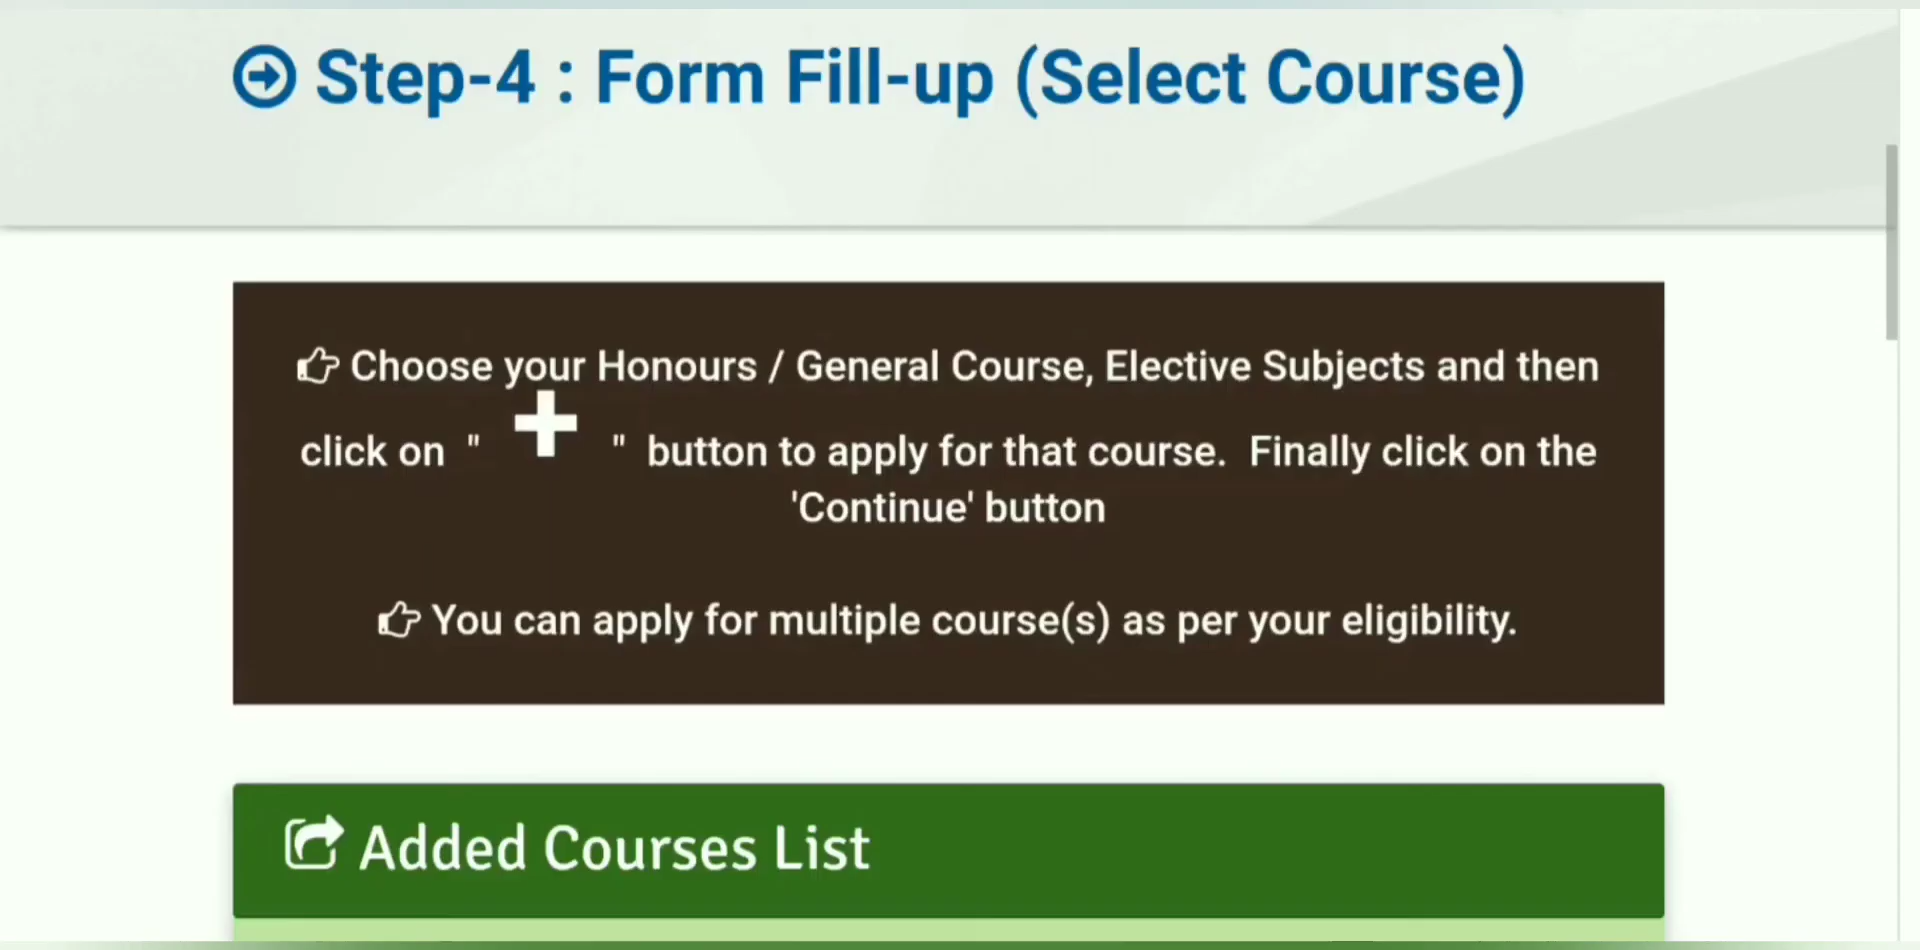 Step-4 : Form Fill-up (Select Course)
Choose your Honours / General Course, Elective Subjects and then
click on " + " button to apply for that course. Finally click on the
'Continue' button
You can apply for multiple course(s) as per your eligibility.
Added Courses List